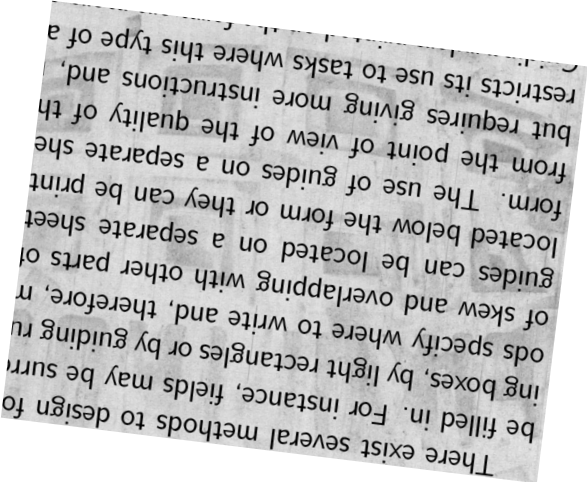 There exist several methods to design fo
be filled in. For instance, fields may be surr
ing boxes, by light rectangles or by guiding ru
ods specify where to write and, therefore, m
of skew and overlapping with other parts of
guides can be located on a separate sheet
located below the form or they can be print
form. The use of guides on a separate she
from the point of view of the quality of th
but requires giving more instructions and,
restricts its use to tasks where this type of a